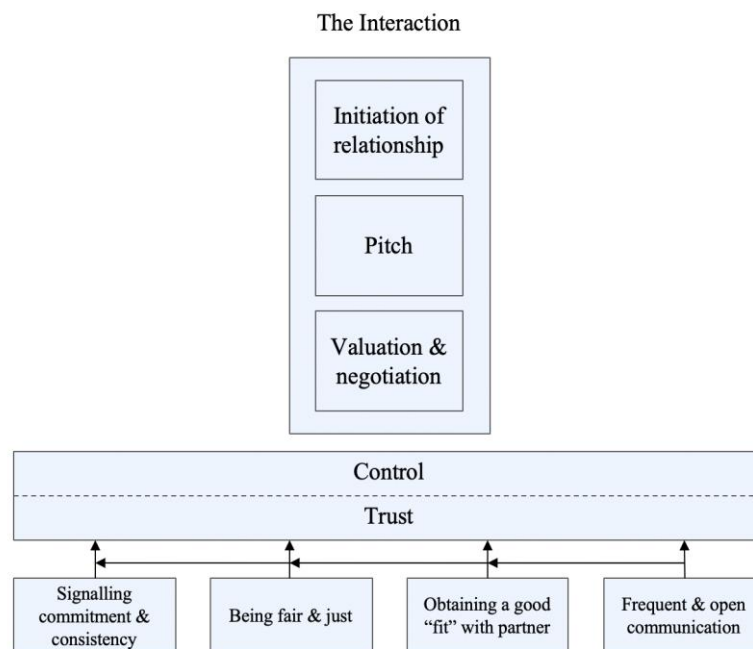 The Interaction
Initiation of
relationship
Pitch
Valuation &
negotiation
Control
Trust
Signalling
commitment &
consistency
Being fair & just
Obtaining a good
“fit” with partner
Frequent & open
communication